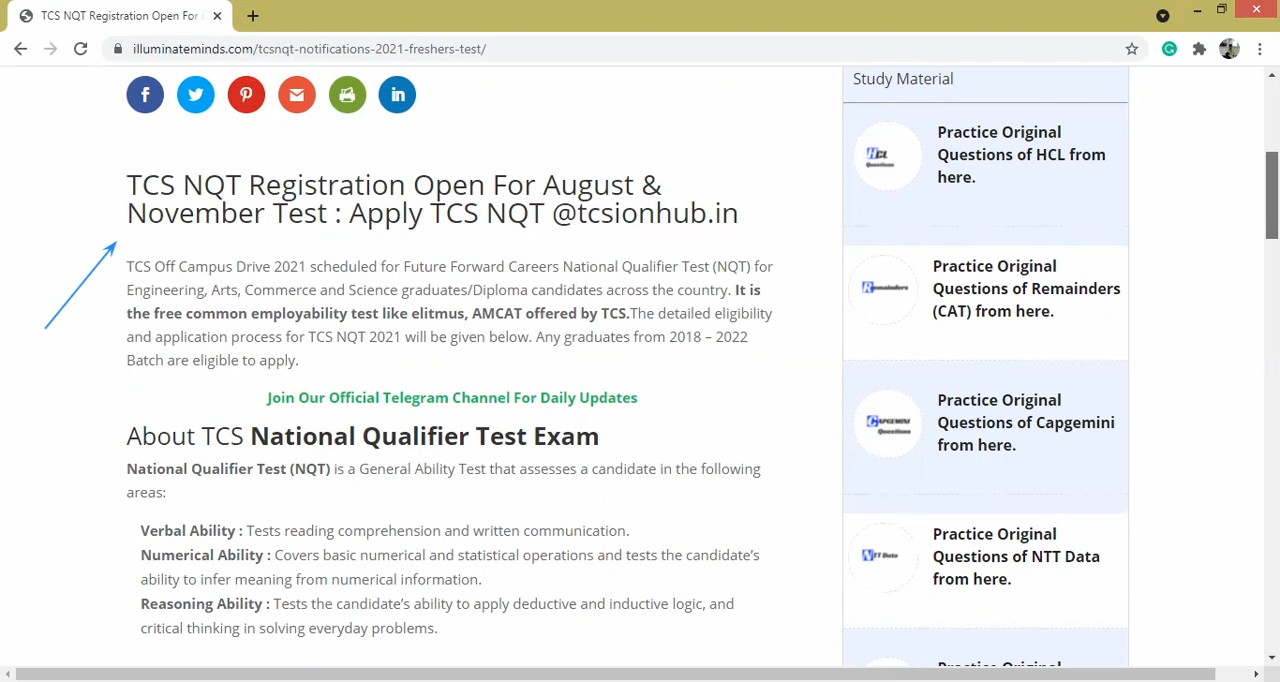 TCS NQT Registration Open For
illuminateminds.com/tcsnqt-notifications-2021-freshers-test/
TCS NQT Registration Open For August &
November Test : Apply TCS NQT @tcsionhub.in
TCS Off Campus Drive 2021 scheduled for Future Forward Careers National Qualifier Test (NQT) for
Engineering, Arts, Commerce and Science graduates/Diploma candidates across the country. It is
the free common employability test like elitmus, AMCAT offered by TCS.The detailed eligibility
and application process for TCS NQT 2021 will be given below. Any graduates from 2018 – 2022
Batch are eligible to apply.
Join Our Official Telegram Channel For Daily Updates
About TCS National Qualifier Test Exam
National Qualifier Test (NQT) is a General Ability Test that assesses a candidate in the following
areas:
Verbal Ability : Tests reading comprehension and written communication.
Numerical Ability : Covers basic numerical and statistical operations and tests the candidate’s
ability to infer meaning from numerical information.
Reasoning Ability : Tests the candidate’s ability to apply deductive and inductive logic, and
critical thinking in solving everyday problems.
Study Material
HCL
Questions
Practice Original
Questions of HCL from
here.
Remainders
Practice Original
Questions of Remainders
(CAT) from here.
CAPGEMINI
Questions
Practice Original
Questions of Capgemini
from here.
NTT Data
Practice Original
Questions of NTT Data
from here.
Practice Original